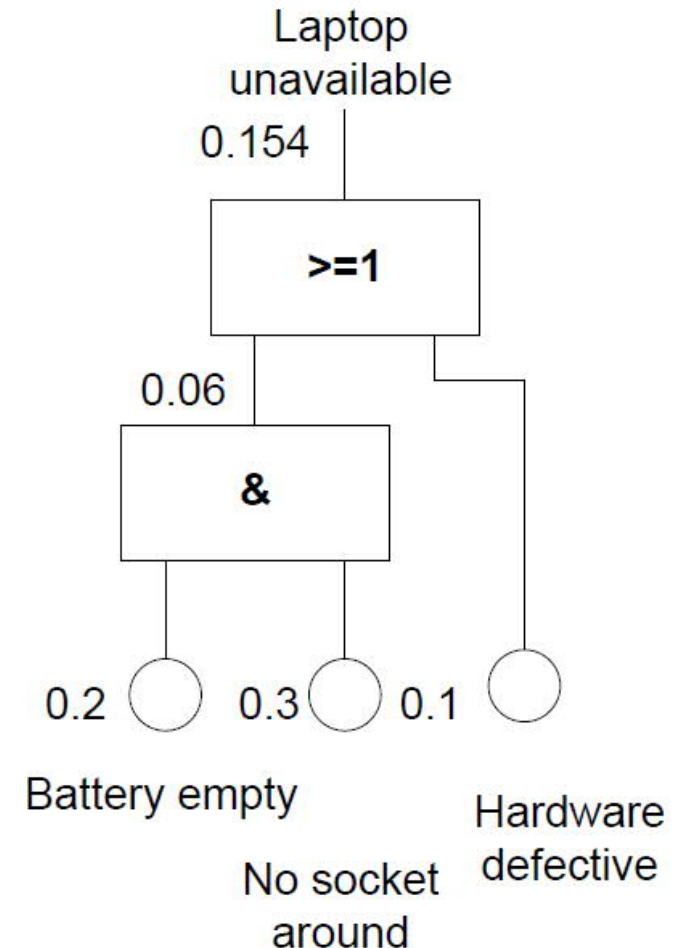 Laptop
unavailable
0.154
>=1
0.06
&
0.2
0.3
0.1
Battery empty
Hardware
defective
No socket
around